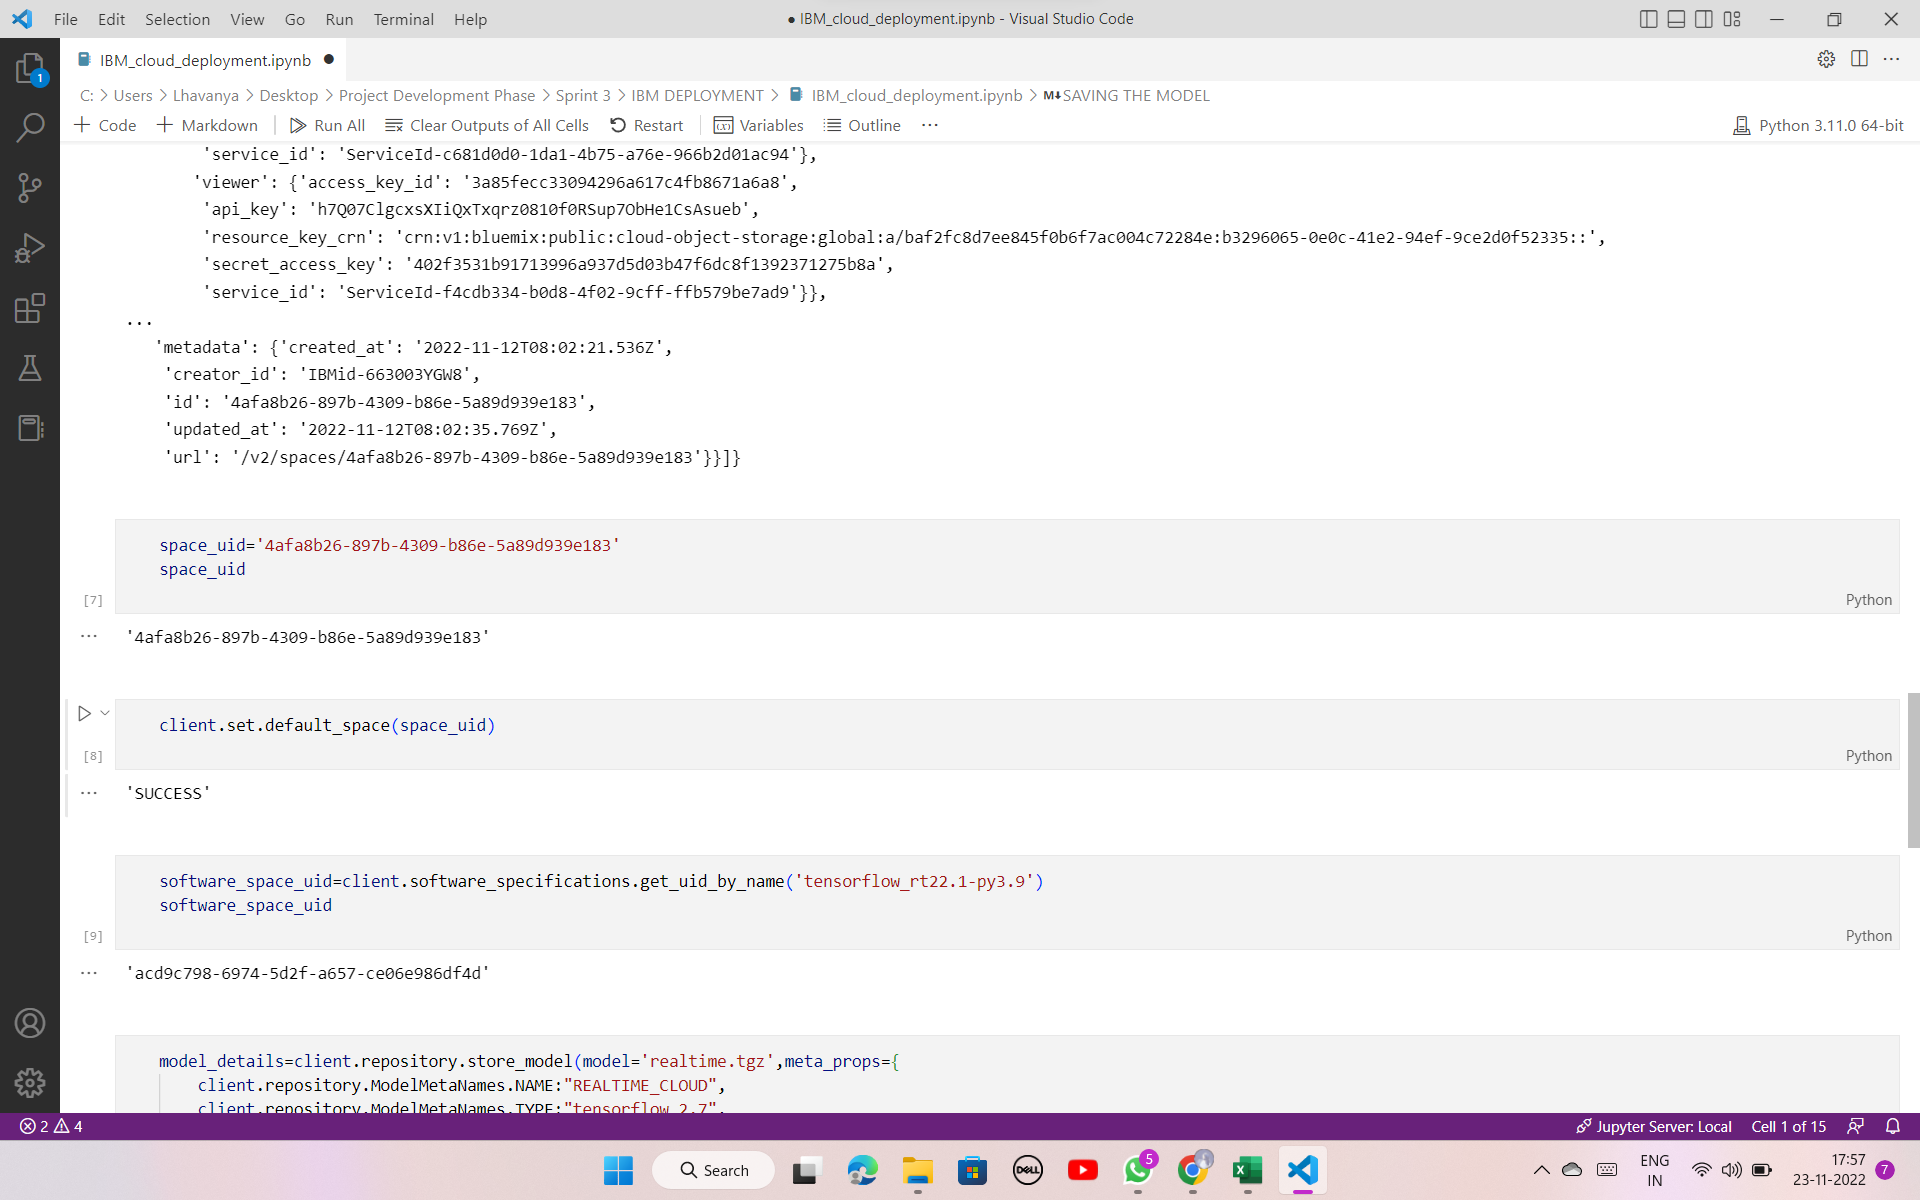 File Edit Selection View Go Run Terminal Help
● IBM_cloud_deployment.ipynb - Visual Studio Code
IBM_cloud_deployment.ipynb ●
C: > Users > Lhavanya > Desktop > Project Development Phase > Sprint 3 > IBM DEPLOYMENT > IBM_cloud_deployment.ipynb > M↓SAVING THE MODEL
+ Code + Markdown Run All Clear Outputs of All Cells Restart Variables Outline ···
Python 3.11.0 64-bit
1
'service_id': 'ServiceId-c681d0d0-1da1-4b75-a76e-966b2d01ac94'},
'viewer': {'access_key_id': '3a85fecc33094296a617c4fb8671a6a8',
'api_key': 'h7Q07ClgcxsXIiQxTxqrz0810f0RSup7ObHe1CsAsueb',
'resource_key_crn': 'crn:v1:bluemix:public:cloud-object-storage:global:a/baf2fc8d7ee845f0b6f7ac004c72284e:b3296065-0e0c-41e2-94ef-9ce2d0f52335::',
'secret_access_key': '402f3531b91713996a937d5d03b47f6dc8f1392371275b8a',
'service_id': 'ServiceId-f4cdb334-b0d8-4f02-9cff-ffb579be7ad9'}},
...
'metadata': {'created_at': '2022-11-12T08:02:21.536Z',
'creator_id': 'IBMid-663003YGW8',
'id': '4afa8b26-897b-4309-b86e-5a89d939e183',
'updated_at': '2022-11-12T08:02:35.769Z',
'url': '/v2/spaces/4afa8b26-897b-4309-b86e-5a89d939e183'}}]}
space_uid='4afa8b26-897b-4309-b86e-5a89d939e183'
space_uid
[7]
Python
··· '4afa8b26-897b-4309-b86e-5a89d939e183'
client.set.default_space(space_uid)
[8]
Python
··· 'SUCCESS'
software_space_uid=client.software_specifications.get_uid_by_name('tensorflow_rt22.1-py3.9')
software_space_uid
[9]
Python
··· 'acd9c798-6974-5d2f-a657-ce06e986df4d'
model_details=client.repository.store_model(model='realtime.tgz',meta_props={
client.repository.ModelMetaNames.NAME:"REALTIME_CLOUD",
client.repository.ModelMetaNames.TYPE:"tensorflow_2.7",
2 4
Jupyter Server: Local Cell 1 of 15
Search
DELL
5
ENG
IN
17:57
23-11-2022
7